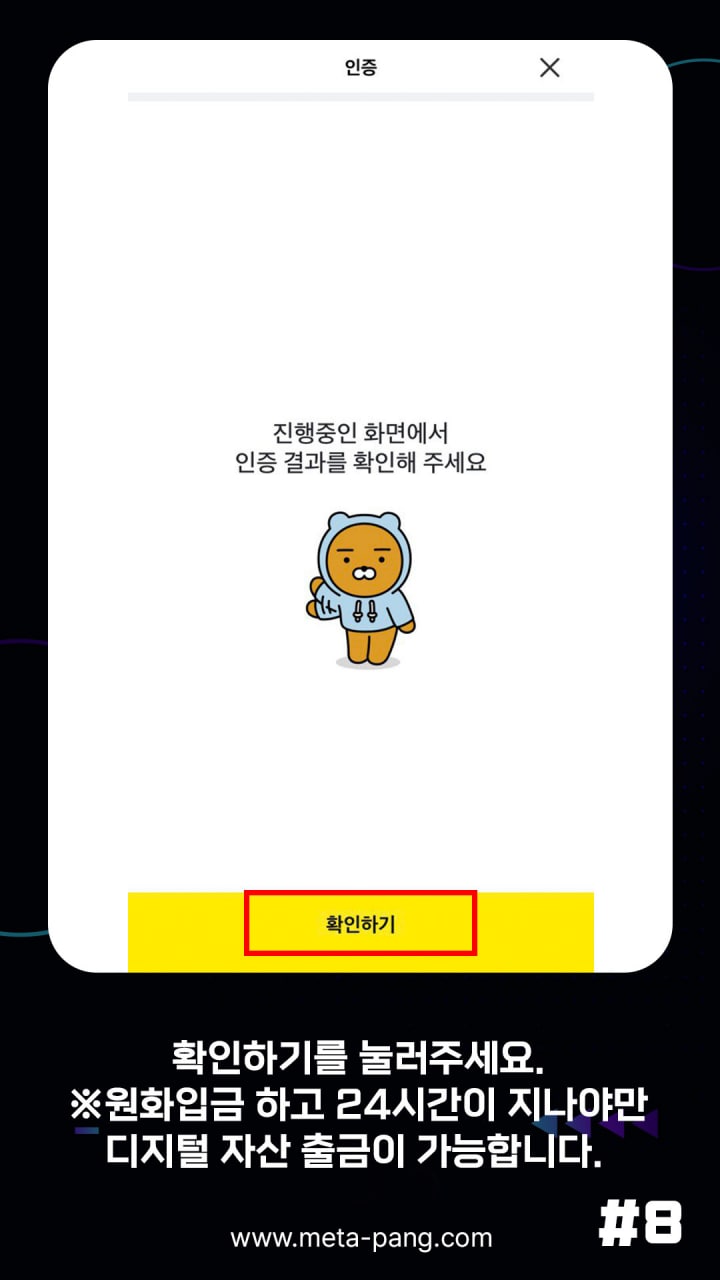 인증
진행중인 화면에서
인증 결과를 확인해 주세요
확인하기
확인하기를 눌러주세요.
※원화입금 하고 24시간이 지나야만
디지털 자산 출금이 가능합니다.
#8
www.meta-pang.com